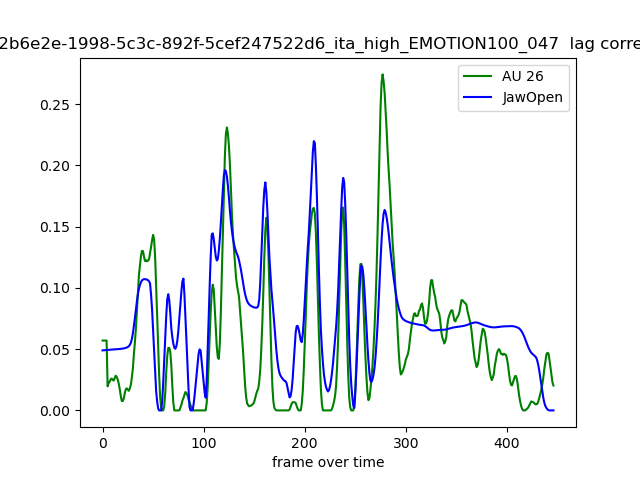 2b6e2e-1998-5c3c-892f-5cef247522d6_ita_high_EMOTION100_047 lag corre
AU 26
JawOpen
0.25
0.20
0.15
0.10
0.05
0.00
0 100 200 300 400
frame over time